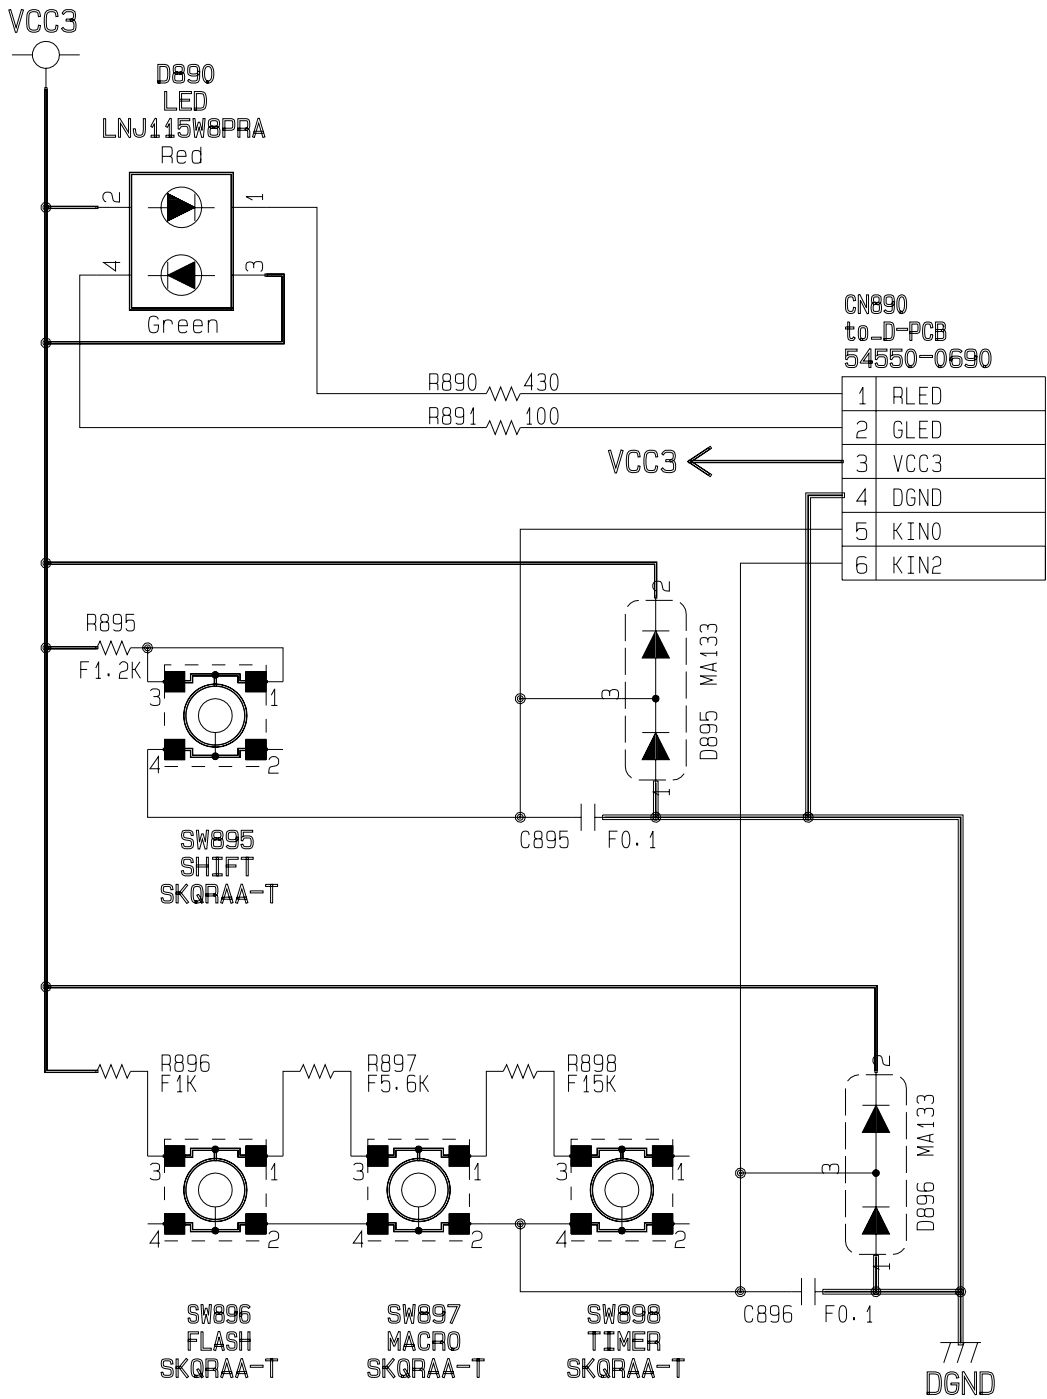 VCC3
D890
LED
LNJ115W8PRA
Red
2
1
4
3
Green
CN890
to_D-PCB
54550-0690
R890 430
1 RLED
R891 100
2 GLED
VCC3
3 VCC3
4 DGND
5 KIN0
6 KIN2
2
R895
F1.2K
MA133
3
1
3
D895
4
2
1
C895 F0.1
SW895
SHIFT
SKQRAA-T
R896
F1K
R897
F5.6K
R898
F15K
2
MA133
3
1
3
1
3
1
3
D896
4
2
4
2
4
2
1
C896 F0.1
SW896
FLASH
SKQRAA-T
SW897
MACRO
SKQRAA-T
SW898
TIMER
SKQRAA-T
DGND